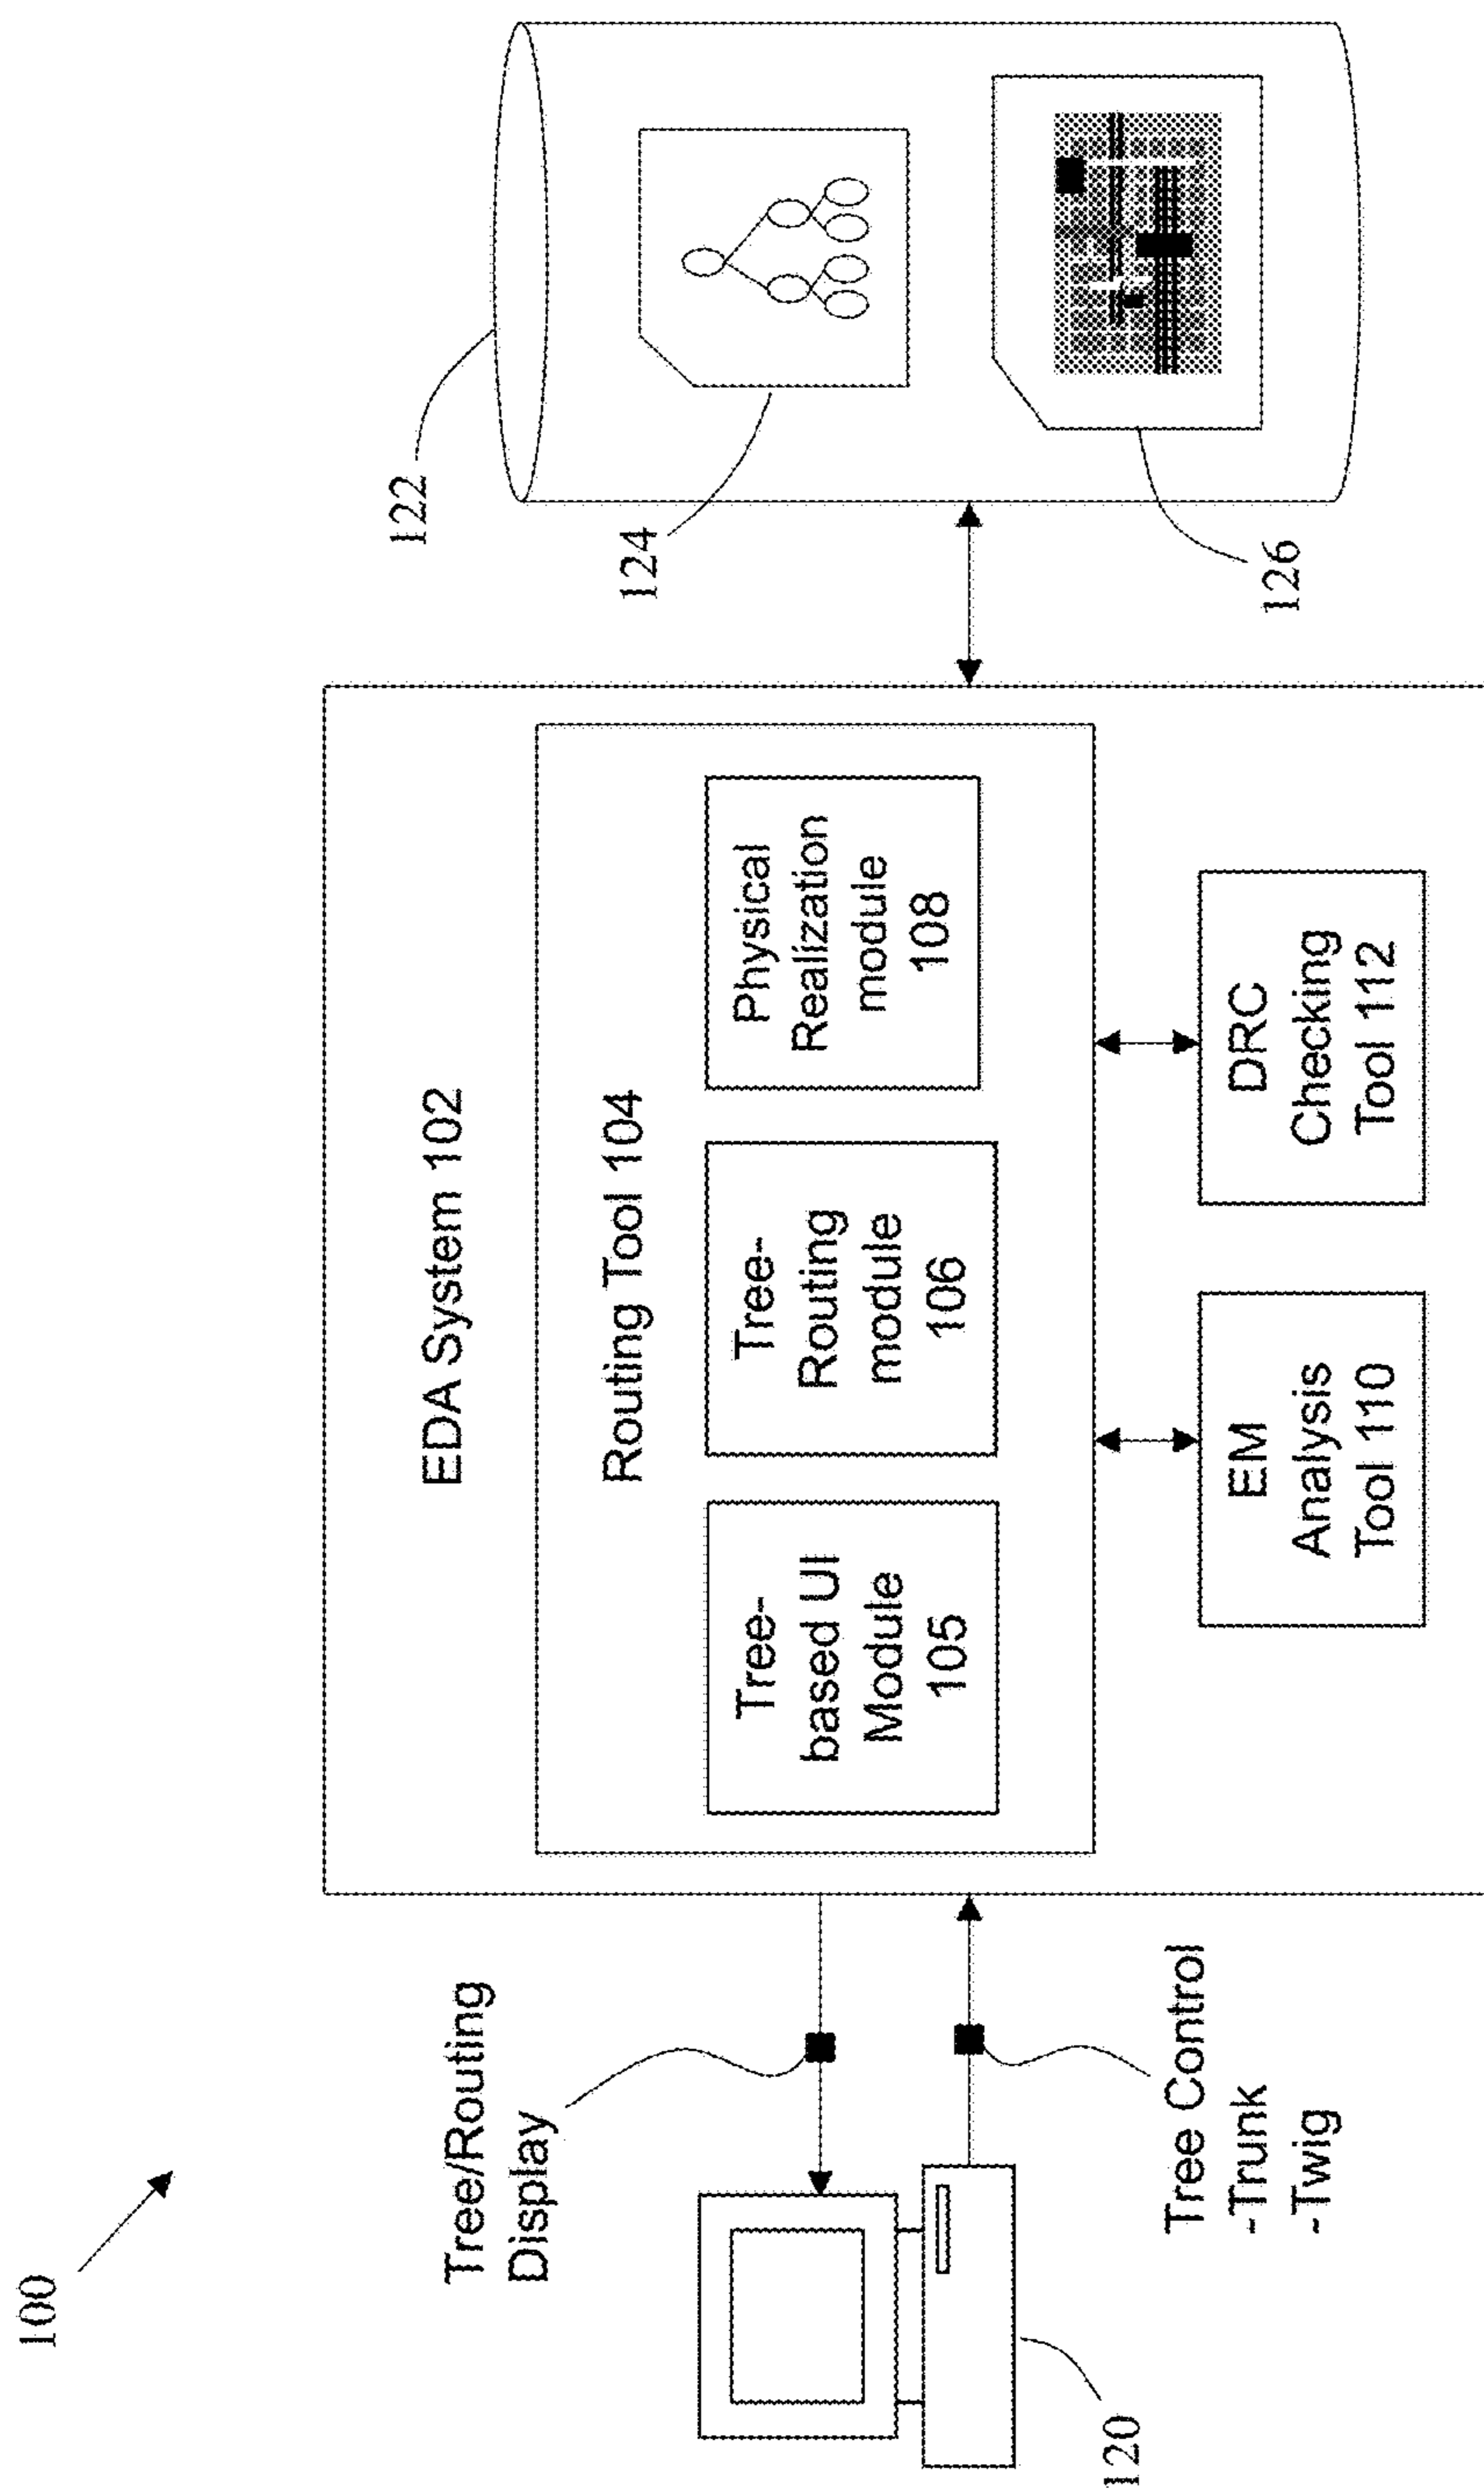 100
EDA System 102
Routing Tool 104
Tree-
based UI
Module
105
Tree-
Routing
module
106
Physical
Realization
module
108
EM
Analysis
Tool 110
DRC
Checking
Tool 112
Tree/Routing
Display
Tree Control
-Trunk
-Twig
120
122
124
126